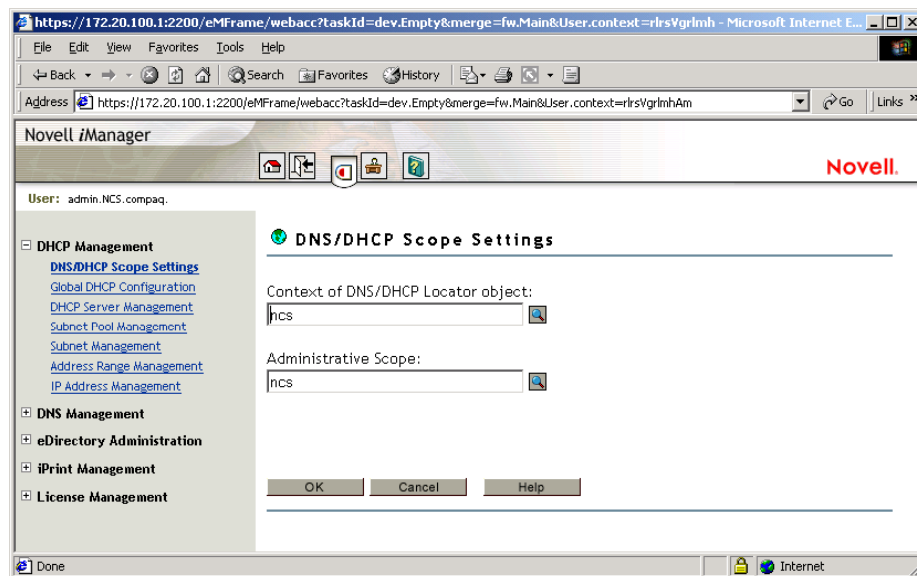 https://172.20.100.1:2200/eMFrame/webacc?taskId=dev.Empty&merge=fw.Main&User.context=rlrsVgrlmh - Microsoft Internet E...
File Edit View Favorites Tools Help
Back Search Favorites History
Address https://172.20.100.1:2200/eMFrame/webacc?taskId=dev.Empty&merge=fw.Main&User.context=rlrsVgrlmhAm Go Links »
Novell iManager
Novell.
User: admin.NCS.compaq.
DHCP Management
DNS/DHCP Scope Settings
Global DHCP Configuration
DHCP Server Management
Subnet Pool Management
Subnet Management
Address Range Management
IP Address Management
DNS Management
eDirectory Administration
iPrint Management
License Management
DNS/DHCP Scope Settings
Context of DNS/DHCP Locator object:
ncs
Administrative Scope:
ncs
OK Cancel Help
Done Internet